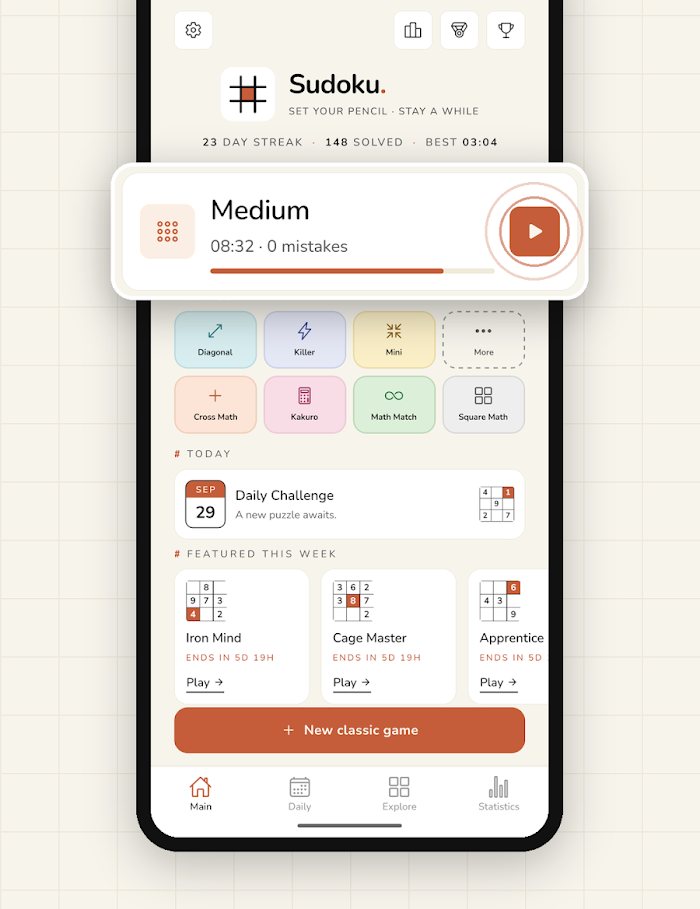 Sudoku.
SET YOUR PENCIL · STAY A WHILE
23 DAY STREAK · 148 SOLVED · BEST 03:04
Medium
08:32 · 0 mistakes
Diagonal
Killer
Mini
More
Cross Math
Kakuro
Math Match
Square Math
# TODAY
SEP
29
Daily Challenge
A new puzzle awaits.
4 1
9
2 7
# FEATURED THIS WEEK
8
9 7 3
4 2
Iron Mind
ENDS IN 5D 19H
Play →
3 6 2
3 8 7
2
Cage Master
ENDS IN 5D 19H
Play →
6
4 3
9
Apprentice
ENDS IN 5D
Play →
+ New classic game
Main
Daily
Explore
Statistics